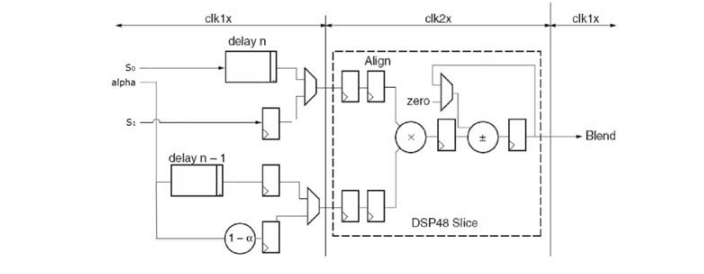 clk1x
clk2x
clk1x
delay n
S₀
alpha
S₁
Align
zero
×
±
Blend
delay n – 1
1 – α
DSP48 Slice